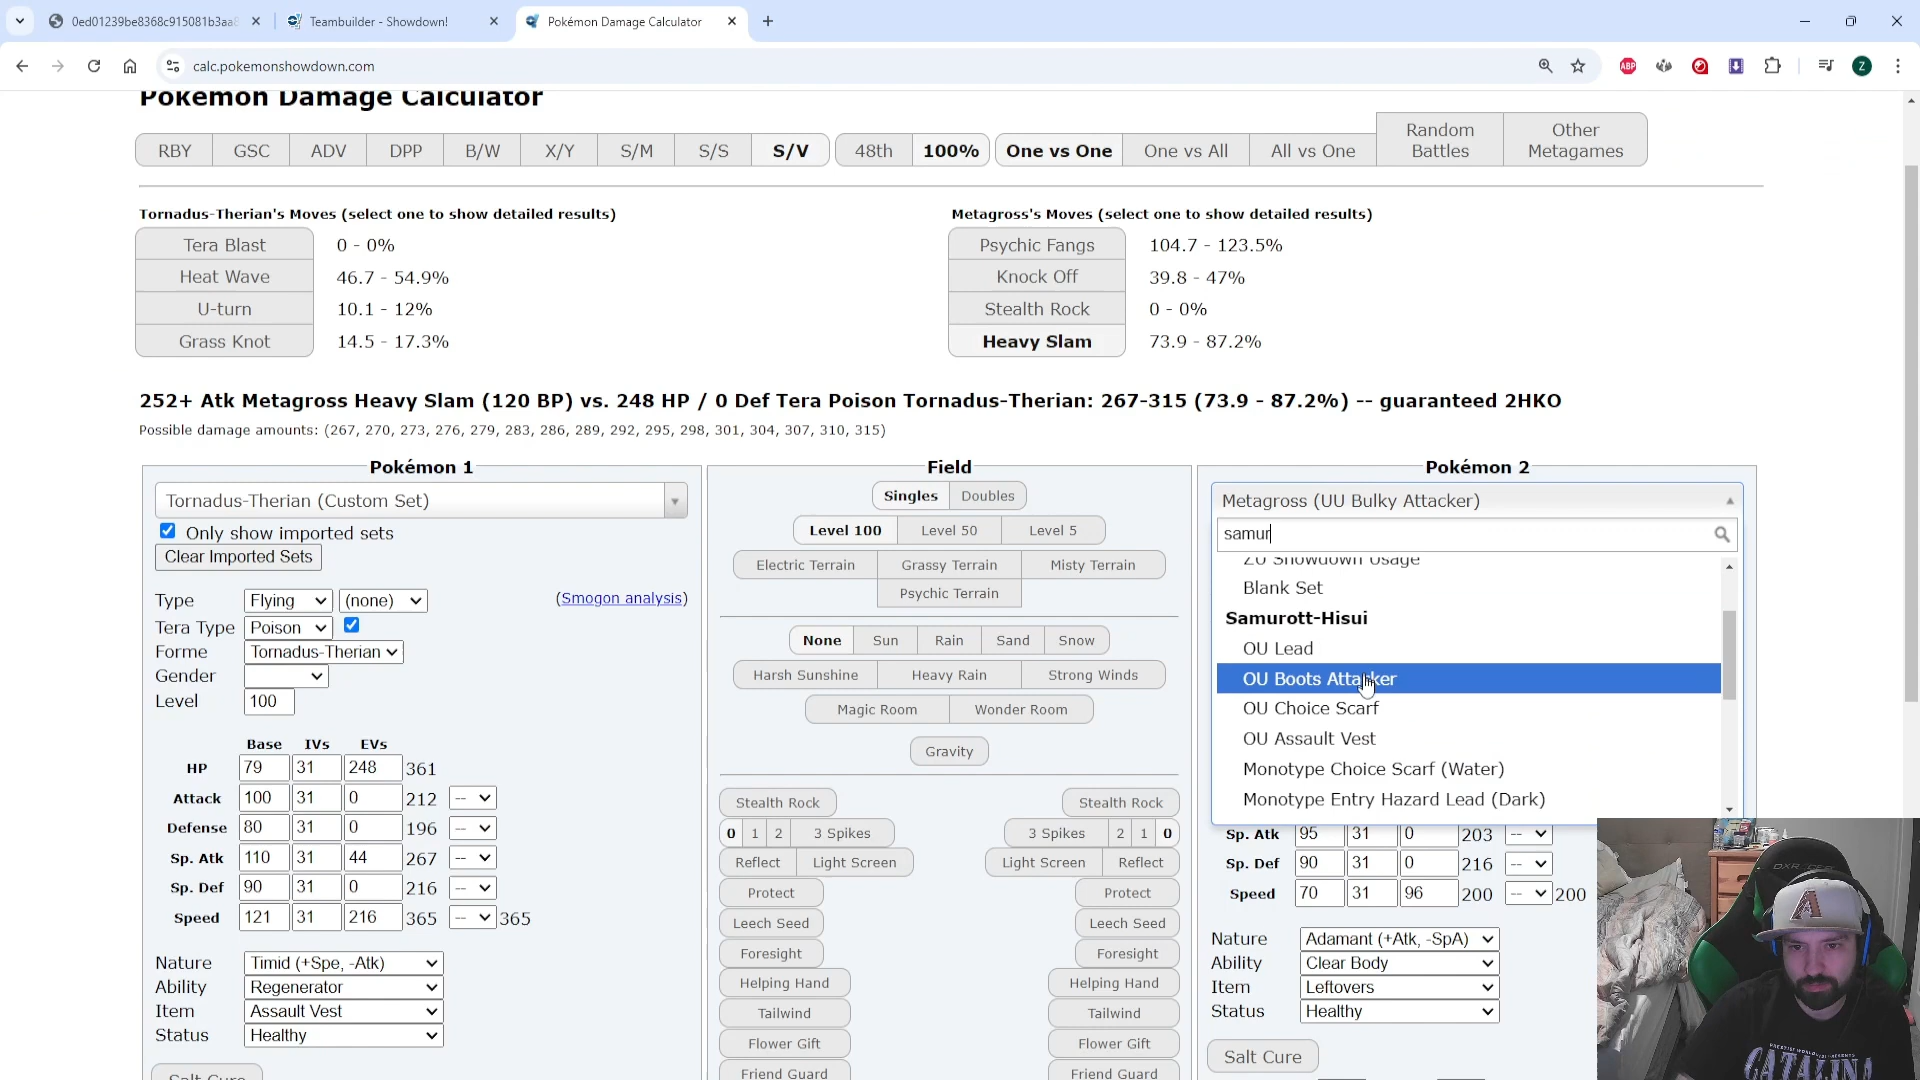 0ed01239be8368c915081b3aa8
Teambuilder - Showdown!
Pokémon Damage Calculator
calc.pokemonshowdown.com
ABP
Z
Pokémon Damage Calculator
RBY GSC ADV DPP B/W X/Y S/M S/S S/V 48th 100% One vs One One vs All All vs One Random Battles Other Metagames
Tornadus-Therian's Moves (select one to show detailed results)
Tera Blast 0 - 0%
Heat Wave 46.7 - 54.9%
U-turn 10.1 - 12%
Grass Knot 14.5 - 17.3%
Metagross's Moves (select one to show detailed results)
Psychic Fangs 104.7 - 123.5%
Knock Off 39.8 - 47%
Stealth Rock 0 - 0%
Heavy Slam 73.9 - 87.2%
252+ Atk Metagross Heavy Slam (120 BP) vs. 248 HP / 0 Def Tera Poison Tornadus-Therian: 267-315 (73.9 - 87.2%) -- guaranteed 2HKO
Possible damage amounts: (267, 270, 273, 276, 279, 283, 286, 289, 292, 295, 298, 301, 304, 307, 310, 315)
Pokémon 1
Tornadus-Therian (Custom Set)
Only show imported sets
Clear Imported Sets
Type Flying (none) (Smogon analysis)
Tera Type Poison
Forme Tornadus-Therian
Gender
Level 100
Base IVs EVs
HP 79 31 248 361
Attack 100 31 0 212 --
Defense 80 31 0 196 --
Sp. Atk 110 31 44 267 --
Sp. Def 90 31 0 216 --
Speed 121 31 216 365 -- 365
Nature Timid (+Spe, -Atk)
Ability Regenerator
Item Assault Vest
Status Healthy
Salt Cure
Field
Singles Doubles
Level 100 Level 50 Level 5
Electric Terrain Grassy Terrain Misty Terrain
Psychic Terrain
None Sun Rain Sand Snow
Harsh Sunshine Heavy Rain Strong Winds
Magic Room Wonder Room
Gravity
Stealth Rock Stealth Rock
0 1 2 3 Spikes 3 Spikes 2 1 0
Reflect Light Screen Light Screen Reflect
Protect Protect
Leech Seed Leech Seed
Foresight Foresight
Helping Hand Helping Hand
Tailwind Tailwind
Flower Gift Flower Gift
Friend Guard Friend Guard
Pokémon 2
Metagross (UU Bulky Attacker)
samur
ZU Showdown Usage
Blank Set
Samurott-Hisui
OU Lead
OU Boots Attacker
OU Choice Scarf
OU Assault Vest
Monotype Choice Scarf (Water)
Monotype Entry Hazard Lead (Dark)
Sp. Atk 95 31 0 203 --
Sp. Def 90 31 0 216 --
Speed 70 31 96 200 -- 200
Nature Adamant (+Atk, -SpA)
Ability Clear Body
Item Leftovers
Status Healthy
Salt Cure
DXRACER
A
CATALINA